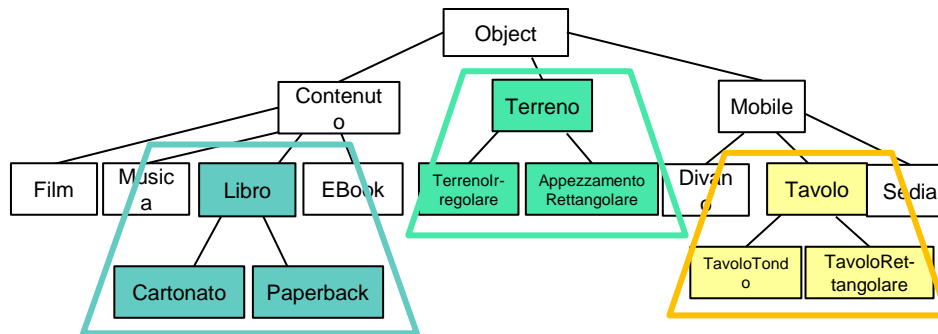 Object
Contenut
o
Terreno
Mobile
Film
Music
a
Libro
EBook
TerrenoIr-
regolare
Appezzamento
Rettangolare
Divan
o
Tavolo
Sedia
Cartonato
Paperback
TavoloTond
o
TavoloRet-
tangolare